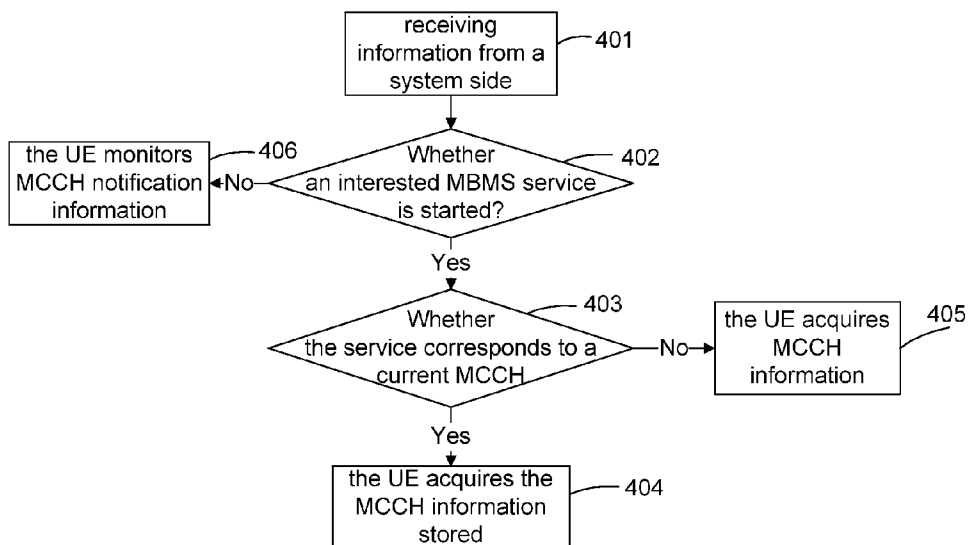 receiving
information from a
system side
401
Whether
an interested MBMS service
is started?
402
No
the UE monitors
MCCH notification
information
406
Yes
Whether
the service corresponds to a
current MCCH
403
No
the UE acquires
MCCH
information
405
Yes
the UE acquires the
MCCH information
stored
404